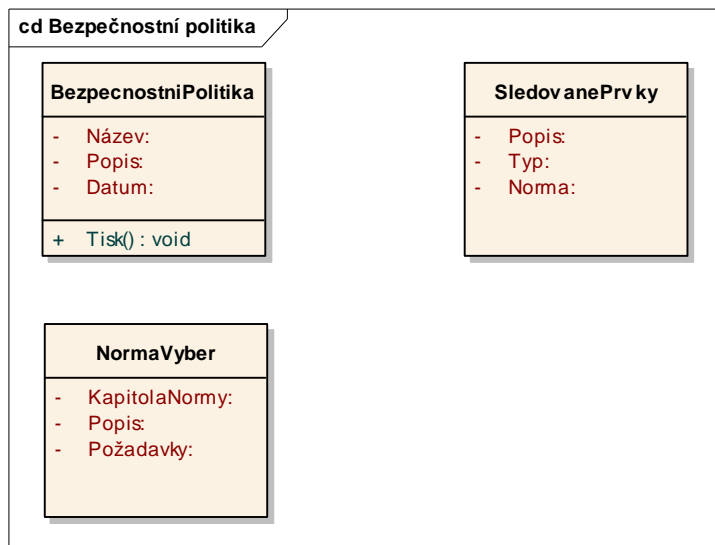 cd Bezpečnostní politika
BezpecnostniPolitika
- Název:
- Popis:
- Datum:
+ Tisk() : void
SledovanePrvky
- Popis:
- Typ:
- Norma:
NormaVyber
- KapitolaNormy:
- Popis:
- Požadavky: